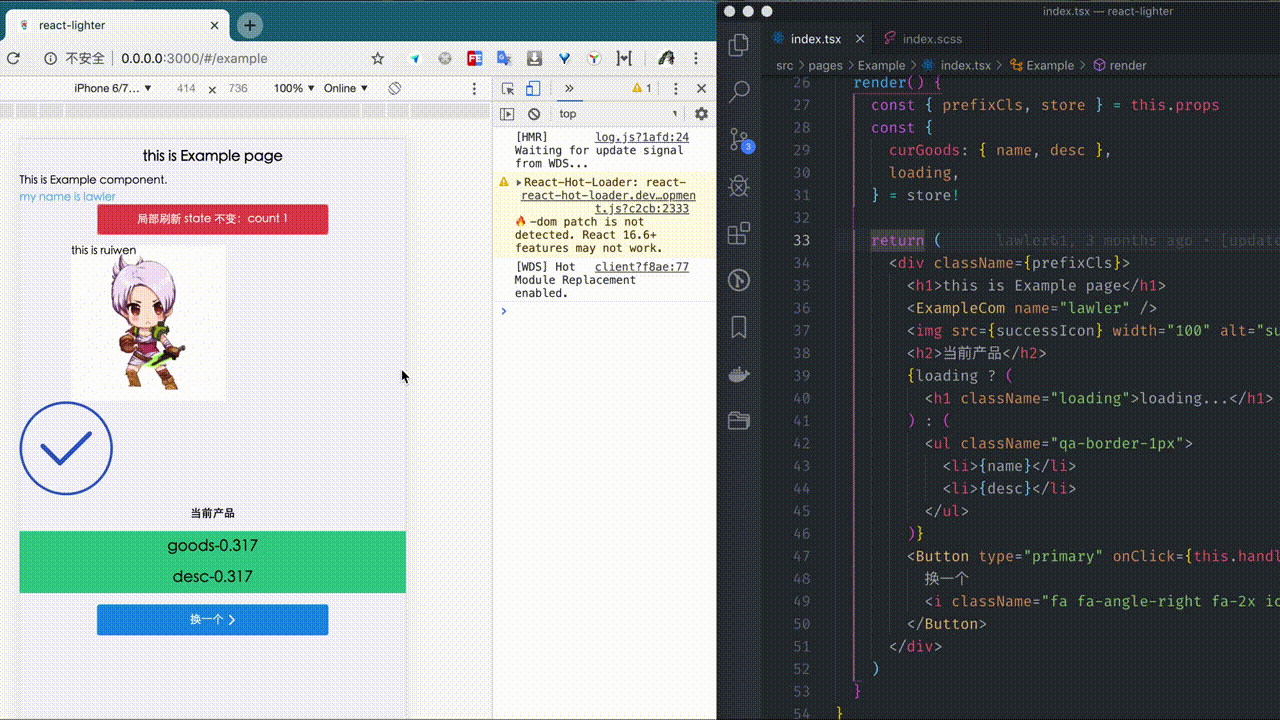 react-lighter
不安全
0.0.0.0:3000/#/example
FE
iPhone 6/7... ▼ 414 × 736 100% ▼ Online ▼
1
top
this is Example page
This is Example component.
my name is lawler
局部刷新 state 不变：count 1
this is ruiwen
当前产品
goods-0.317
desc-0.317
换一个
[HMR] log.js?1afd:24
Waiting for update signal
from WDS...
React-Hot-Loader: react-
react-hot-loader.dev…opmen
t.js?c2cb:2333
🔥-dom patch is not
detected. React 16.6+
features may not work.
[WDS] Hot client?f8ae:77
Module Replacement
enabled.
index.tsx — react-lighter
index.tsx
index.scss
src > pages > Example > index.tsx > Example > render
3
26 render() {
27 const { prefixCls, store } = this.props
28 const {
29 curGoods: { name, desc },
30 loading,
31 } = store!
32
33 return ( lawler61, 3 months ago • [updat
34 <div className={prefixCls}>
35 <h1>this is Example page</h1>
36 <ExampleCom name="lawler" />
37 <img src={successIcon} width="100" alt="su
38 <h2>当前产品</h2>
39 {loading ? (
40 <h1 className="loading">loading...</h1>
41 ) : (
42 <ul className="qa-border-1px">
43 <li>{name}</li>
44 <li>{desc}</li>
45 </ul>
46 )}
47 <Button type="primary" onClick={this.handl
48 换一个
49 <i className="fa fa-angle-right fa-2x ic
50 </Button>
51 </div>
52 )
53 }
54 }